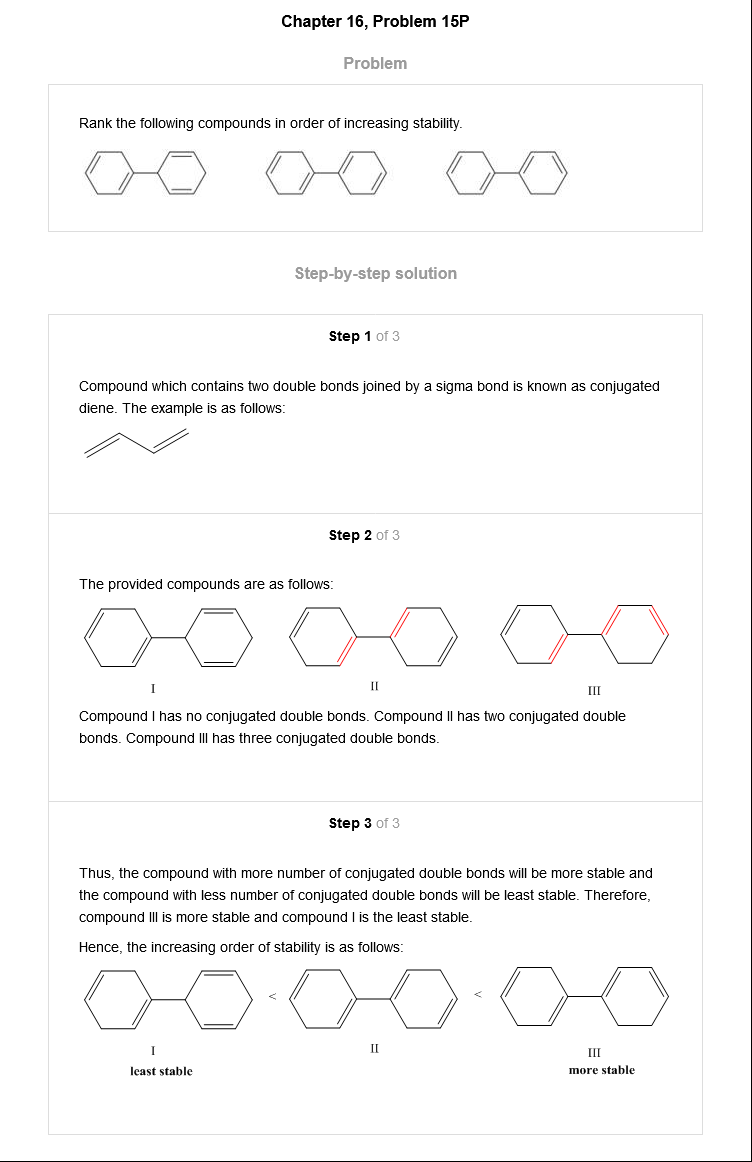 Chapter 16, Problem 15P
Problem
Rank the following compounds in order of increasing stability.
Step-by-step solution
Step 1 of 3
Compound which contains two double bonds joined by a sigma bond is known as conjugated
diene. The example is as follows:
Step 2 of 3
The provided compounds are as follows:
I
II
III
Compound I has no conjugated double bonds. Compound II has two conjugated double
bonds. Compound III has three conjugated double bonds.
Step 3 of 3
Thus, the compound with more number of conjugated double bonds will be more stable and
the compound with less number of conjugated double bonds will be least stable. Therefore,
compound III is more stable and compound I is the least stable.
Hence, the increasing order of stability is as follows:
< <
I
II
III
least stable
more stable